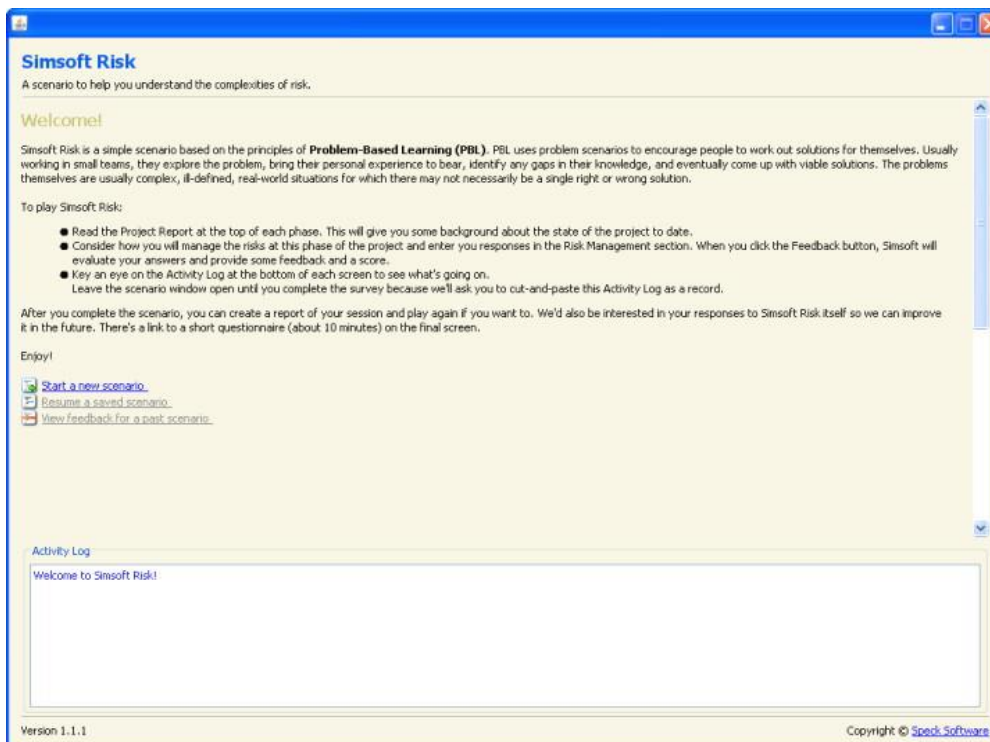 Simsoft Risk
A scenario to help you understand the complexities of risk.
Welcome!
Simsoft Risk is a simple scenario based on the principles of Problem-Based Learning (PBL). PBL uses problem scenarios to encourage people to work out solutions for themselves. Usually
working in small teams, they explore the problem, bring their personal experience to bear, identify any gaps in their knowledge, and eventually come up with viable solutions. The problems
themselves are usually complex, ill-defined, real-world situations for which there may not necessarily be a single right or wrong solution.
To play Simsoft Risk:
● Read the Project Report at the top of each phase. This will give you some background about the state of the project to date.
● Consider how you will manage the risks at this phase of the project and enter you responses in the Risk Management section. When you click the Feedback button, Simsoft will
evaluate your answers and provide some feedback and a score.
● Key an eye on the Activity Log at the bottom of each screen to see what's going on.
Leave the scenario window open until you complete the survey because we'll ask you to cut-and-paste this Activity Log as a record.
After you complete the scenario, you can create a report of your session and play again if you want to. We'd also be interested in your responses to Simsoft Risk itself so we can improve
it in the future. There's a link to a short questionnaire (about 10 minutes) on the final screen.
Enjoy!
Start a new scenario
Resume a saved scenario
View feedback for a past scenario
Activity Log
Welcome to Simsoft Risk!
Version 1.1.1
Copyright © Speck Software